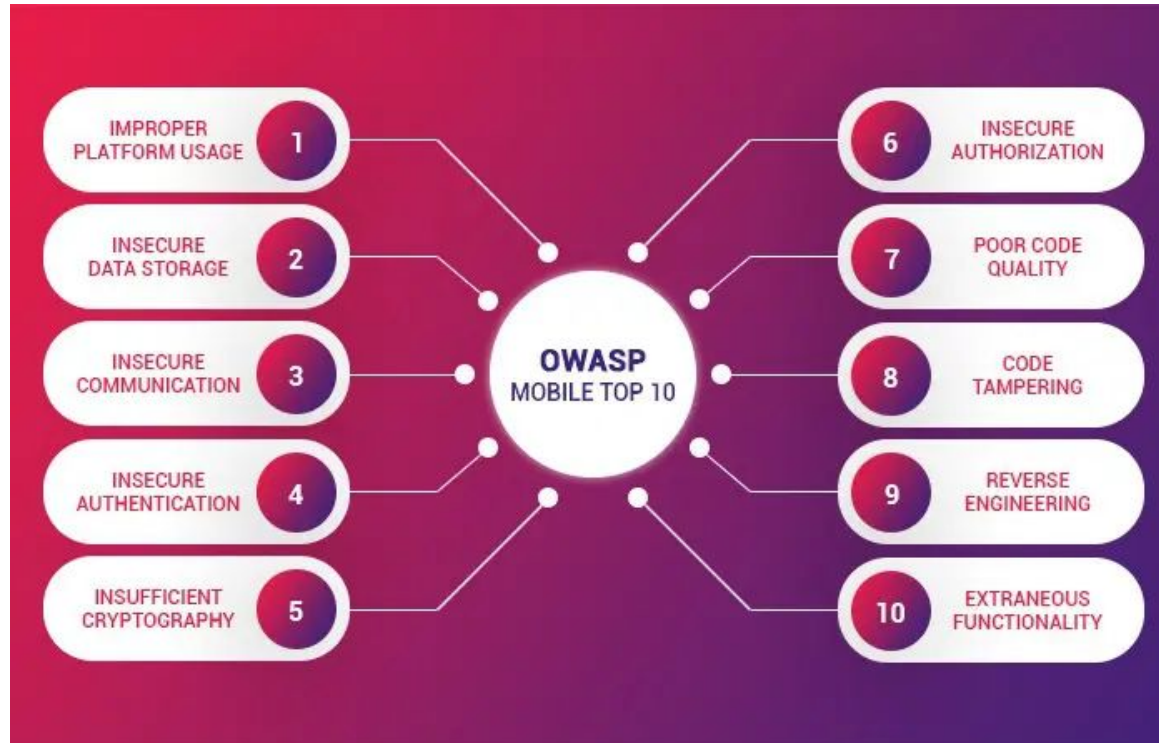 IMPROPER
PLATFORM USAGE
1
INSECURE
DATA STORAGE
2
INSECURE
COMMUNICATION
3
INSECURE
AUTHENTICATION
4
INSUFFICIENT
CRYPTOGRAPHY
5
OWASP
MOBILE TOP 10
6
INSECURE
AUTHORIZATION
7
POOR CODE
QUALITY
8
CODE
TAMPERING
9
REVERSE
ENGINEERING
10
EXTRANEOUS
FUNCTIONALITY